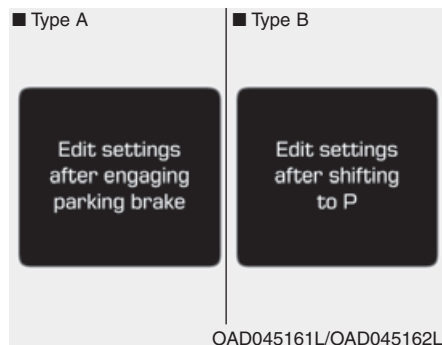 ■ Type A
Edit settings
after engaging
parking brake
■ Type B
Edit settings
after shifting
to P
OAD045161L/OAD045162L